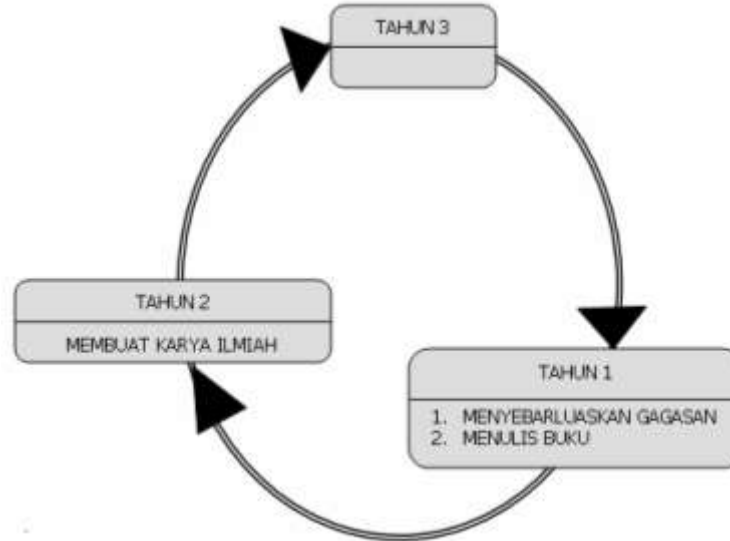 TAHUN 3
TAHUN 2
MEMBUAT KARYA ILMIAH
TAHUN 1
1. MENYEBARLUASKAN GAGASAN
2. MENULIS BUKU